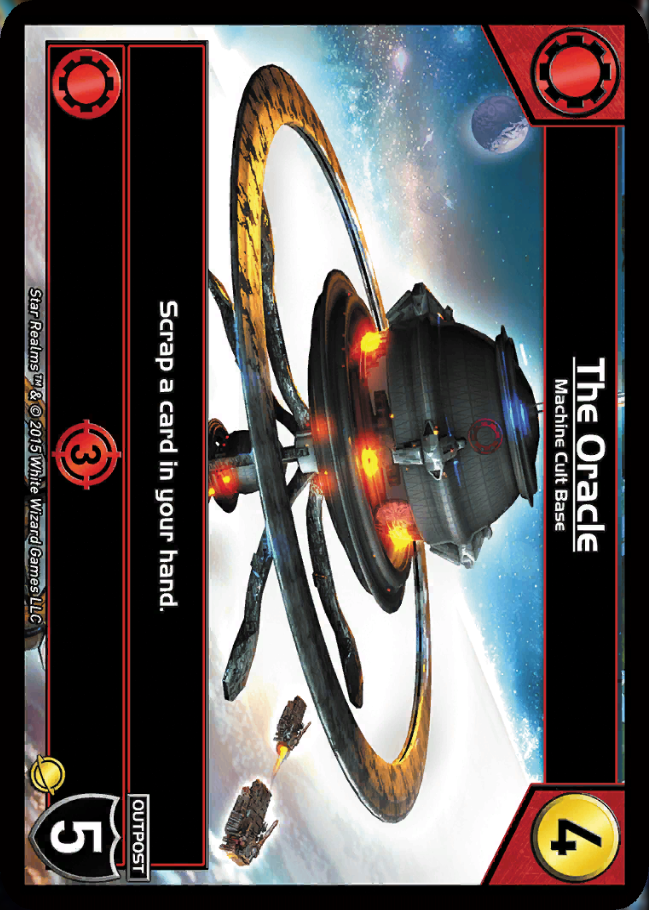 The Oracle
Machine Cult Base
4
Scrap a card in your hand.
3
OUTPOST
5
Star Realms™ & © 2015 White Wizard Games LLC